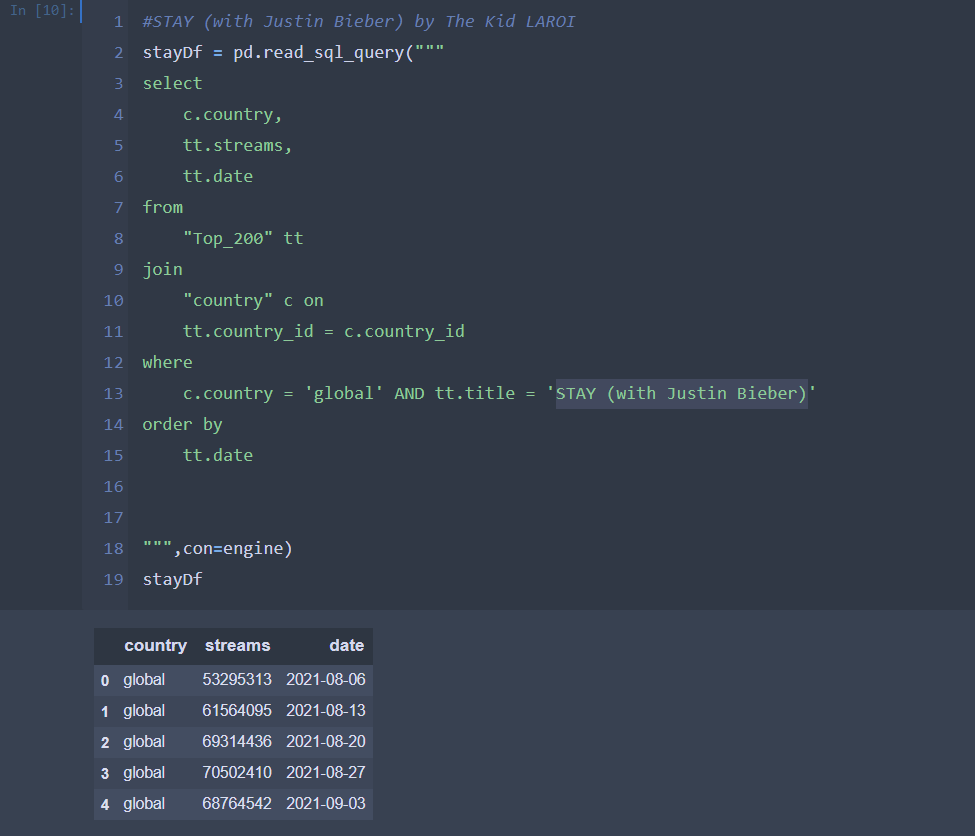 In [10]:
1 #STAY (with Justin Bieber) by The Kid LAROI
2 stayDf = pd.read_sql_query("""
3 select
4     c.country,
5     tt.streams,
6     tt.date
7 from
8     "Top_200" tt
9 join
10     "country" c on
11     tt.country_id = c.country_id
12 where
13     c.country = 'global' AND tt.title = 'STAY (with Justin Bieber)'
14 order by
15     tt.date
16
17
18 """,con=engine)
19 stayDf
country streams date
0 global 53295313 2021-08-06
1 global 61564095 2021-08-13
2 global 69314436 2021-08-20
3 global 70502410 2021-08-27
4 global 68764542 2021-09-03